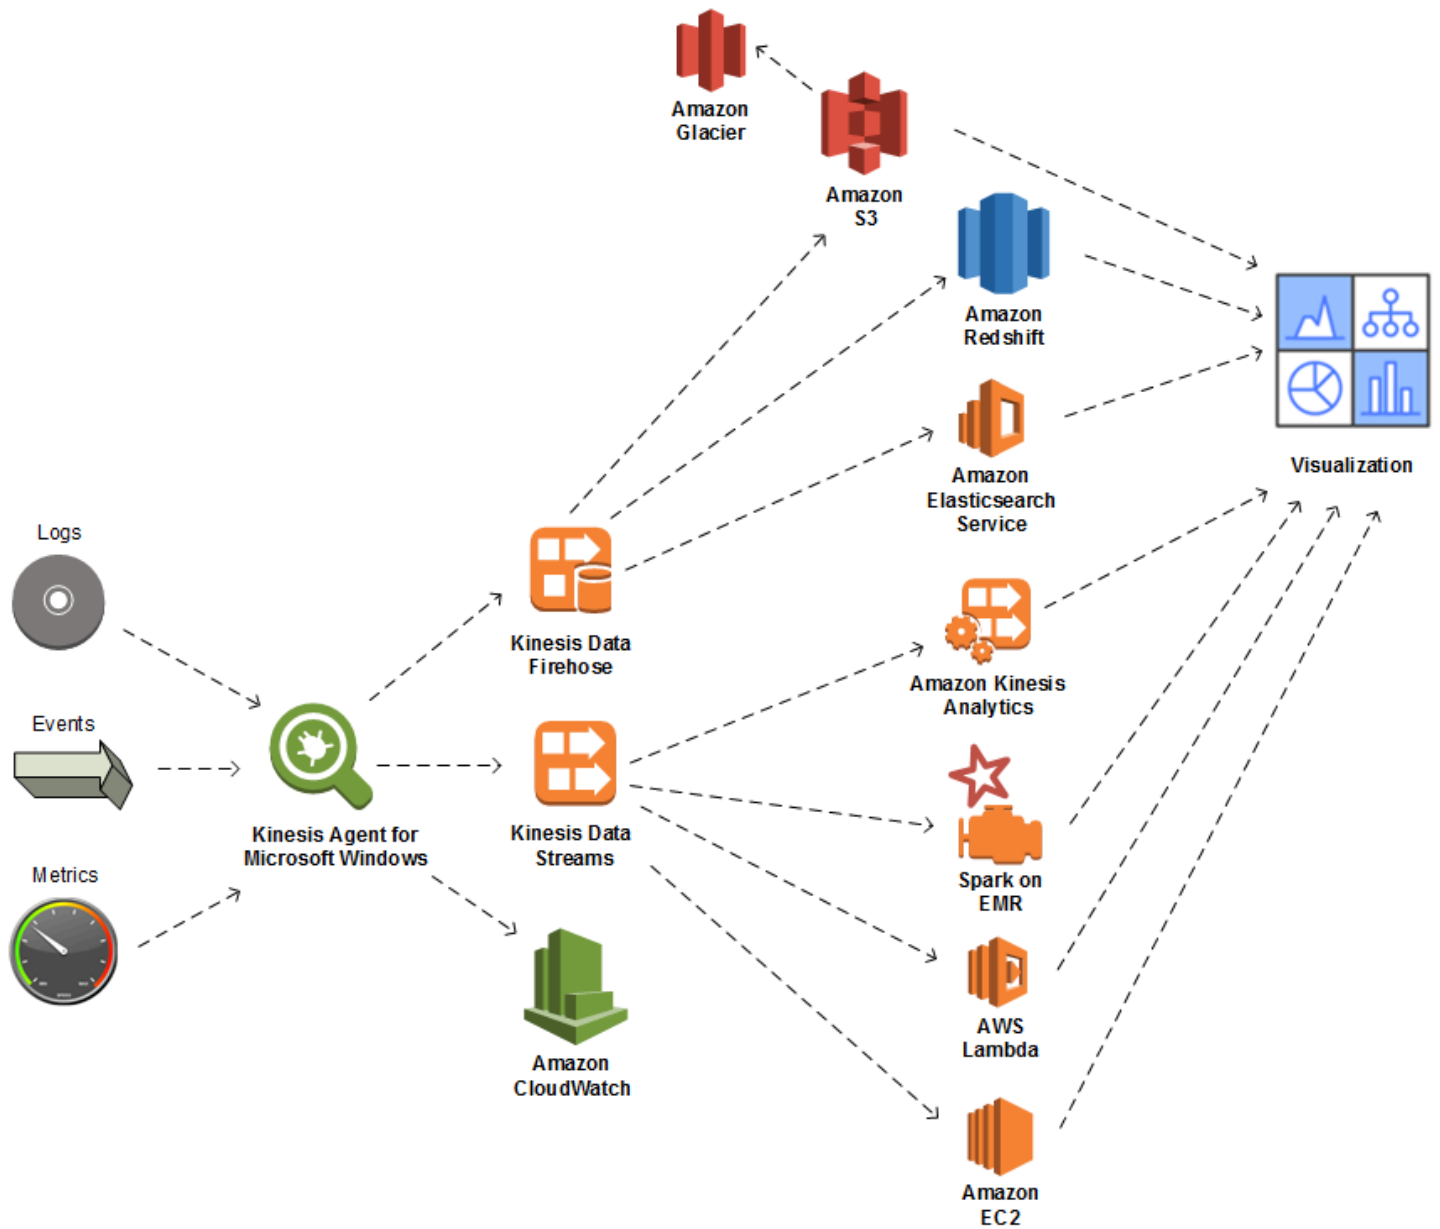 Amazon
Glacier
Amazon
S3
Amazon
Redshift
Visualization
Amazon
Elasticsearch
Service
Logs
Kinesis Data
Firehose
Amazon Kinesis
Analytics
Events
Kinesis Agent for
Microsoft Windows
Kinesis Data
Streams
Metrics
Spark on
EMR
AWS
Lambda
Amazon
CloudWatch
Amazon
EC2